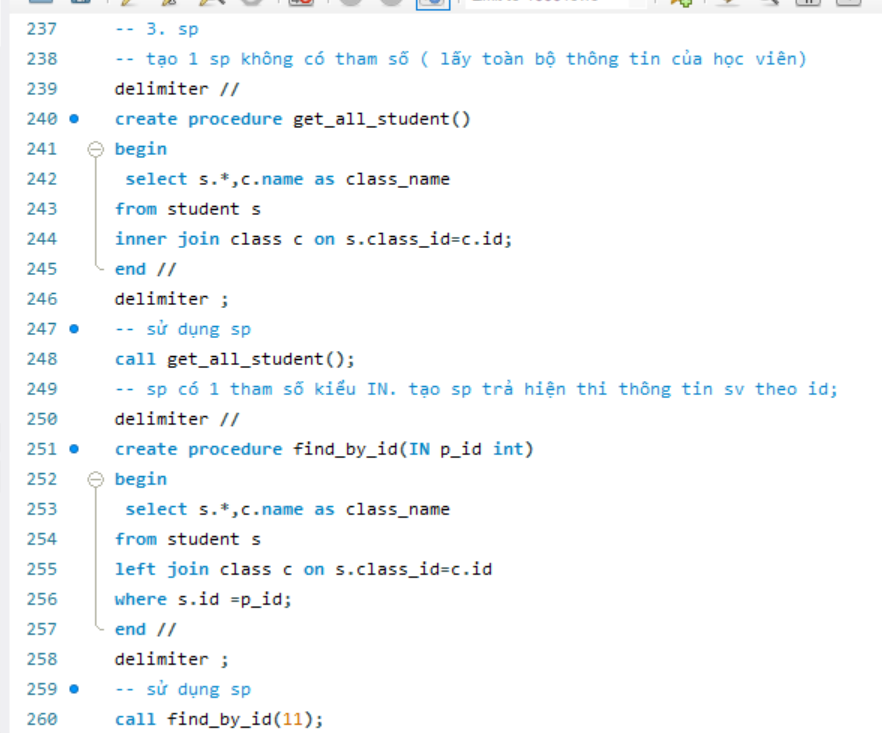 237 -- 3. sp
238 -- tạo 1 sp không có tham số ( lấy toàn bộ thông tin của học viên)
239 delimiter //
240 create procedure get_all_student()
241 begin
242 select s.*,c.name as class_name
243 from student s
244 inner join class c on s.class_id=c.id;
245 end //
246 delimiter ;
247 -- sử dụng sp
248 call get_all_student();
249 -- sp có 1 tham số kiểu IN. tạo sp trả hiện thi thông tin sv theo id;
250 delimiter //
251 create procedure find_by_id(IN p_id int)
252 begin
253 select s.*,c.name as class_name
254 from student s
255 left join class c on s.class_id=c.id
256 where s.id =p_id;
257 end //
258 delimiter ;
259 -- sử dụng sp
260 call find_by_id(11);